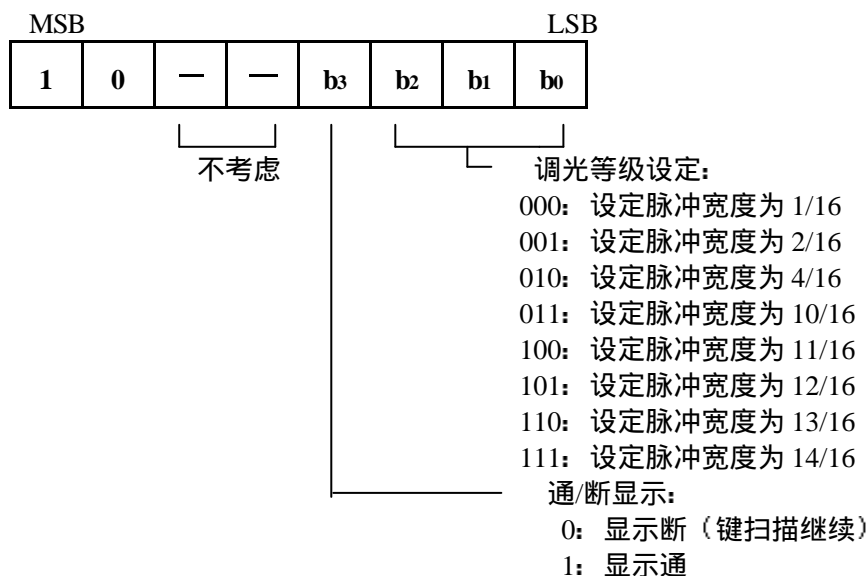 MSB LSB
1 0 — — b3 b2 b1 b0
不考虑 调光等级设定：
000：设定脉冲宽度为 1/16
001：设定脉冲宽度为 2/16
010：设定脉冲宽度为 4/16
011：设定脉冲宽度为 10/16
100：设定脉冲宽度为 11/16
101：设定脉冲宽度为 12/16
110：设定脉冲宽度为 13/16
111：设定脉冲宽度为 14/16
通/断显示：
0：显示断（键扫描继续）
1：显示通